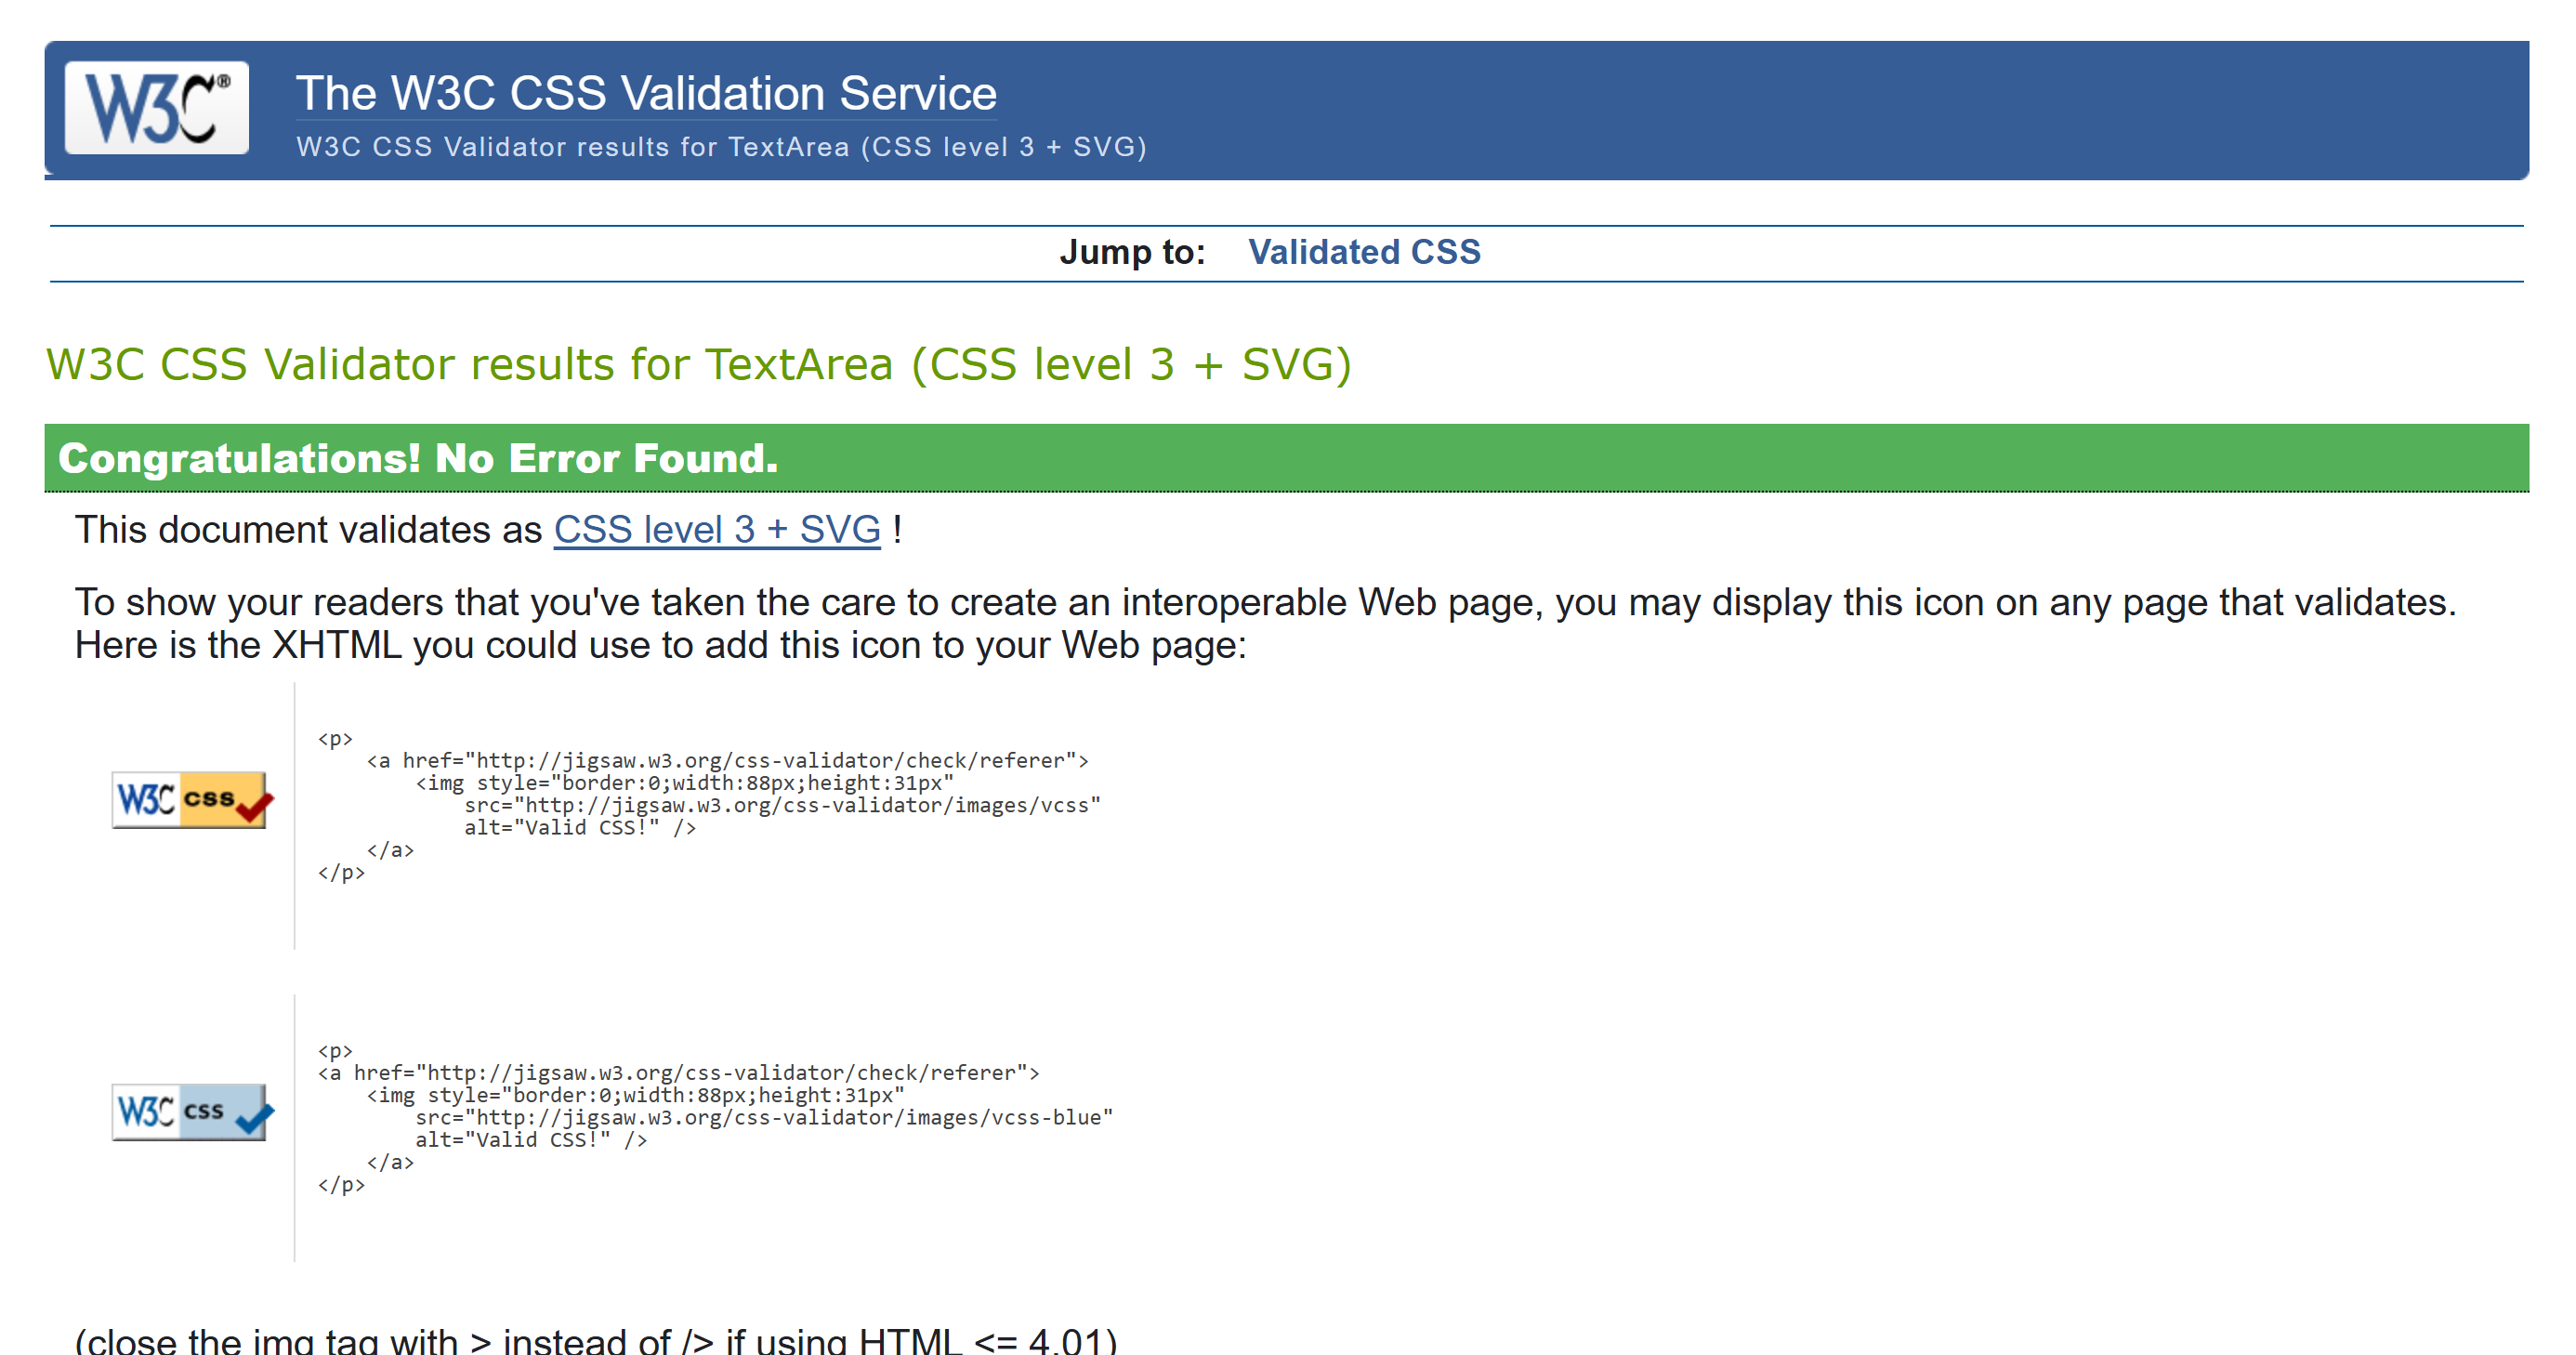 W3C®
The W3C CSS Validation Service
W3C CSS Validator results for TextArea (CSS level 3 + SVG)
Jump to: Validated CSS
W3C CSS Validator results for TextArea (CSS level 3 + SVG)
Congratulations! No Error Found.
This document validates as CSS level 3 + SVG !
To show your readers that you've taken the care to create an interoperable Web page, you may display this icon on any page that validates.
Here is the XHTML you could use to add this icon to your Web page:
W3C css
<p>
    <a href="http://jigsaw.w3.org/css-validator/check/referer">
        <img style="border:0;width:88px;height:31px"
            src="http://jigsaw.w3.org/css-validator/images/vcss"
            alt="Valid CSS!" />
    </a>
</p>
W3C css
<p>
<a href="http://jigsaw.w3.org/css-validator/check/referer">
    <img style="border:0;width:88px;height:31px"
        src="http://jigsaw.w3.org/css-validator/images/vcss-blue"
        alt="Valid CSS!" />
    </a>
</p>
(close the img tag with > instead of /> if using HTML <= 4.01)